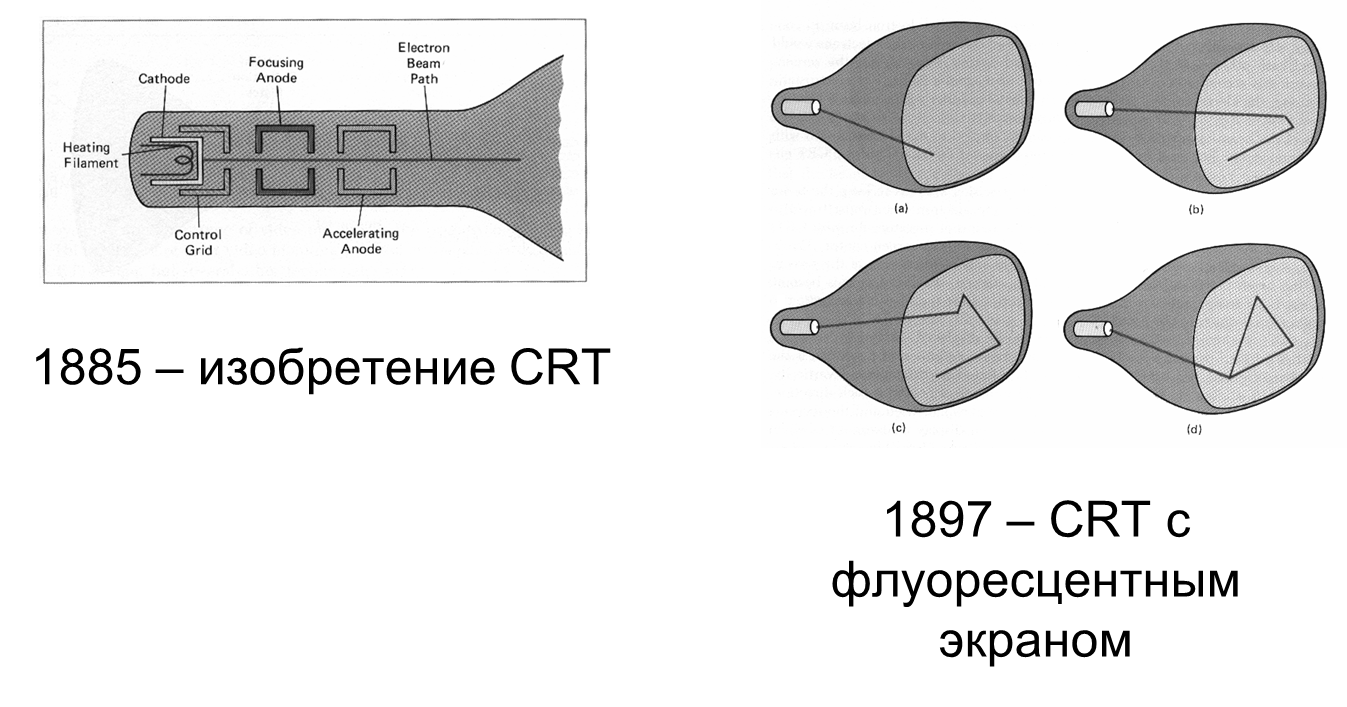 Electron
Beam
Path
Focusing
Anode
Cathode
Heating
Filament
Control
Grid
Accelerating
Anode
1885 – изобретение CRT
(a)
(b)
(c)
(d)
1897 – CRT с
флуоресцентным
экраном